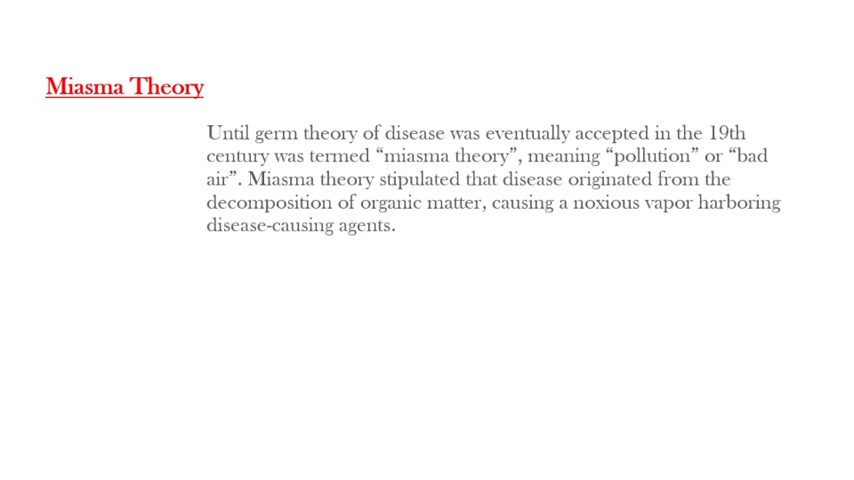 Miasma Theory
Until germ theory of disease was eventually accepted in the 19th
century was termed “miasma theory”, meaning “pollution” or “bad
air”. Miasma theory stipulated that disease originated from the
decomposition of organic matter, causing a noxious vapor harboring
disease-causing agents.